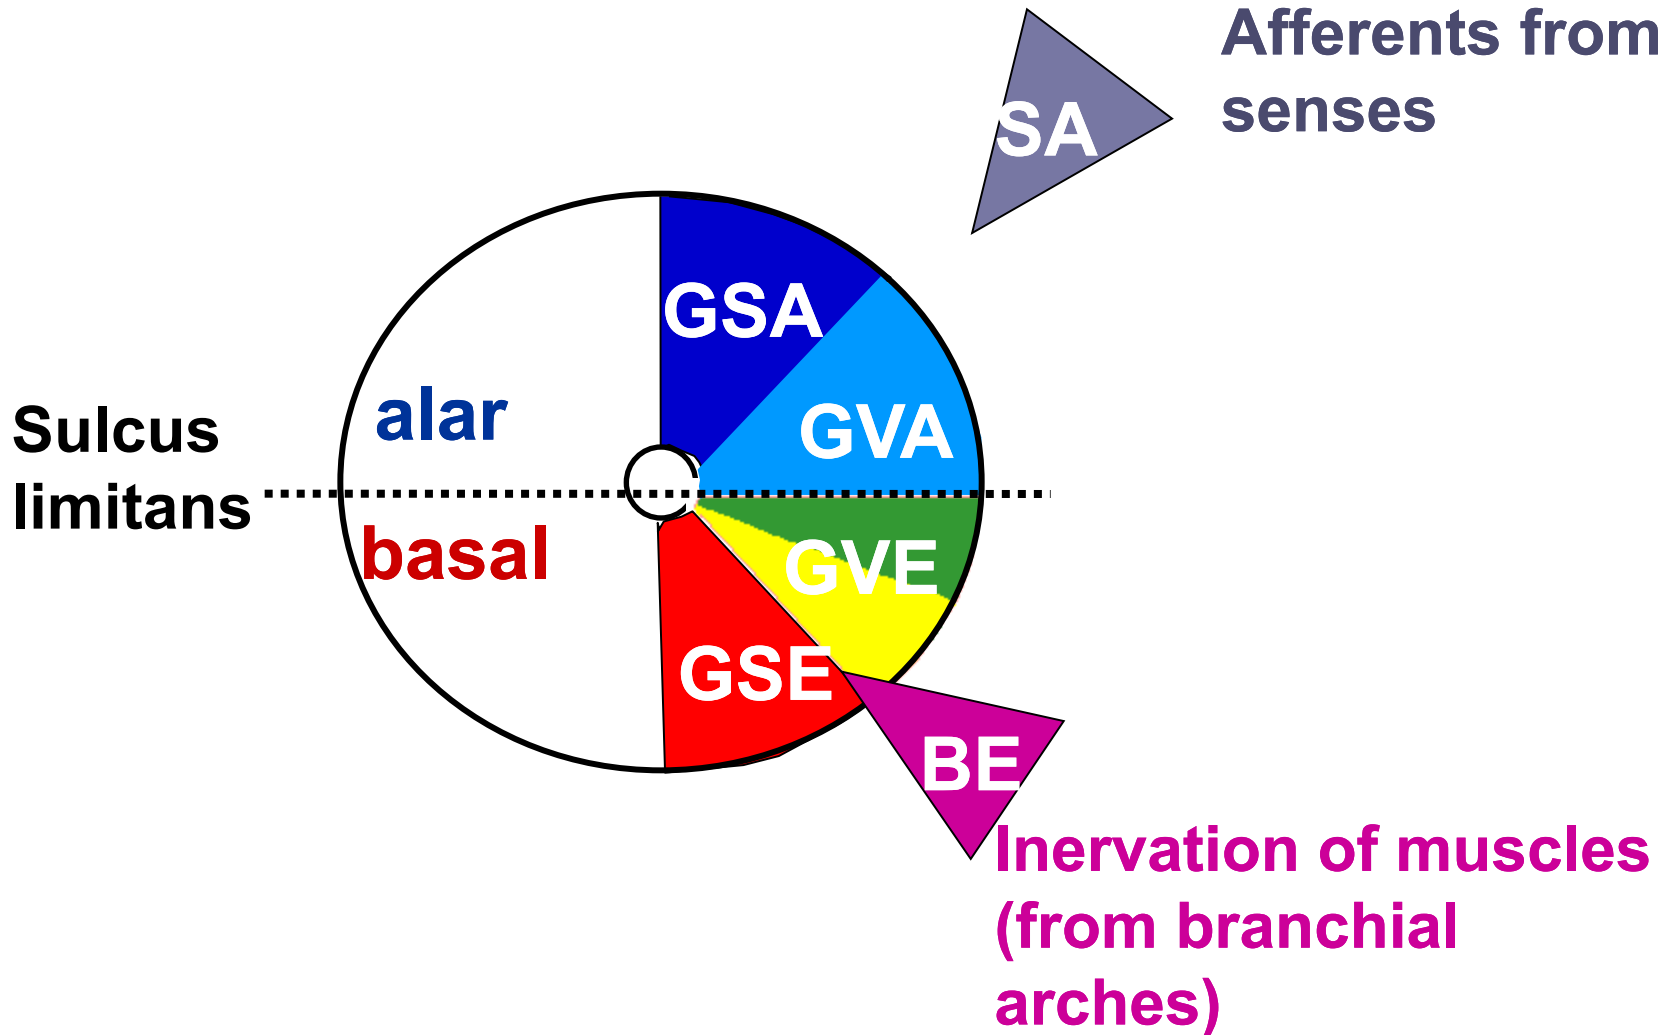 Afferents from
senses
SA
GSA
alar
GVA
Sulcus
limitans
basal
GVE
GSE
BE
Inervation of muscles
(from branchial
arches)